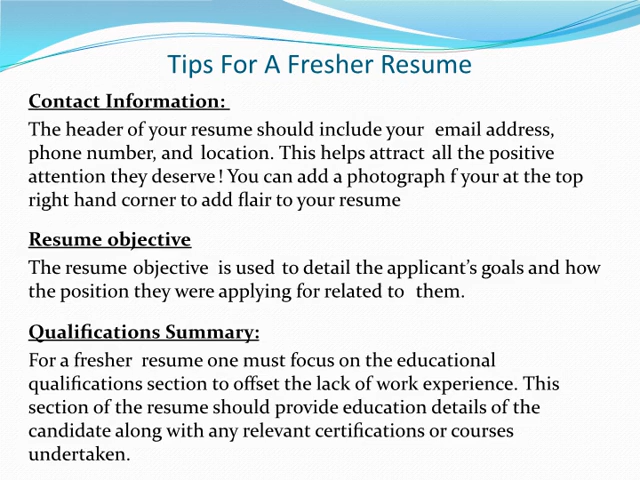 Tips For A Fresher Resume
Contact Information:
The header of your resume should include your email address,
phone number, and location. This helps attract all the positive
attention they deserve! You can add a photograph f your at the top
right hand corner to add flair to your resume
Resume objective
The resume objective is used to detail the applicant's goals and how
the position they were applying for related to them.
Qualifications Summary:
For a fresher resume one must focus on the educational
qualifications section to offset the lack of work experience. This
section of the resume should provide education details of the
candidate along with any relevant certifications or courses
undertaken.